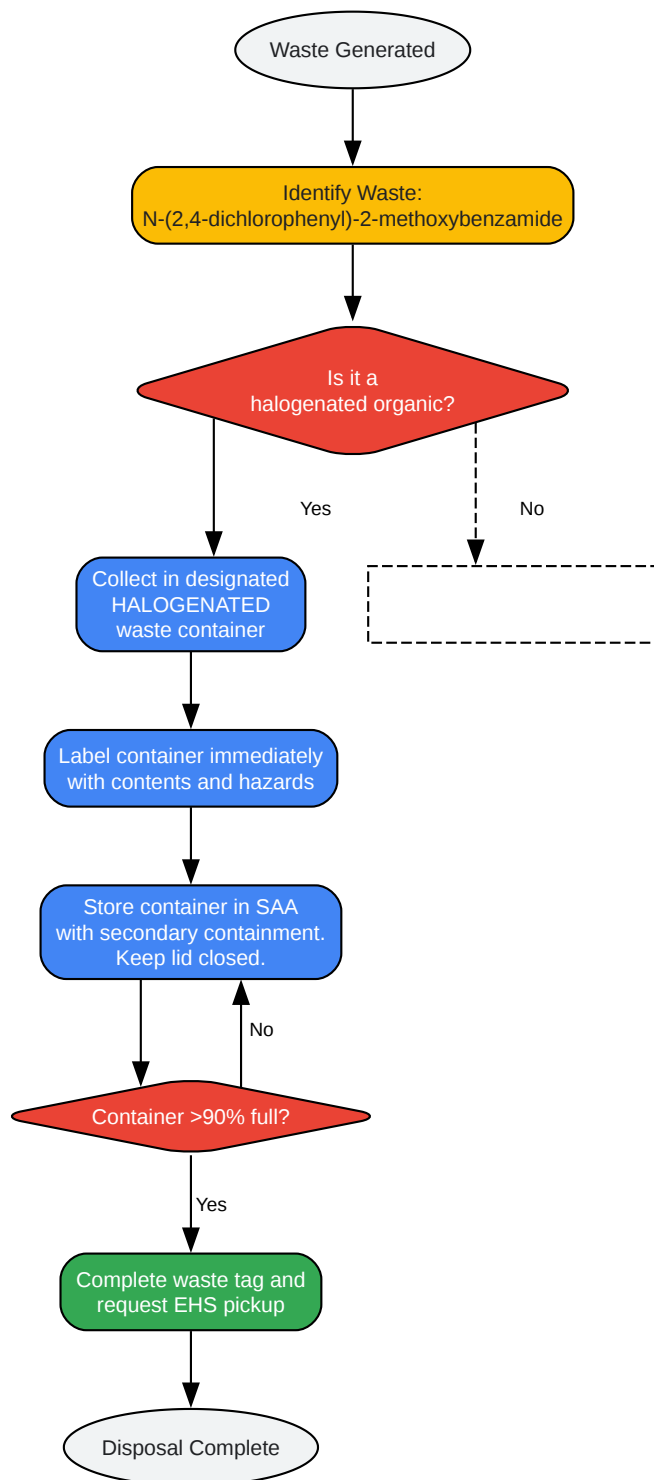 Waste Generated
Identify Waste:
N-(2,4-dichlorophenyl)-2-methoxybenzamide
Is it a
halogenated organic?
Yes
No
Collect in designated
HALOGENATED
waste container
Label container immediately
with contents and hazards
Store container in SAA
with secondary containment.
Keep lid closed.
No
Container >90% full?
Yes
Complete waste tag and
request EHS pickup
Disposal Complete